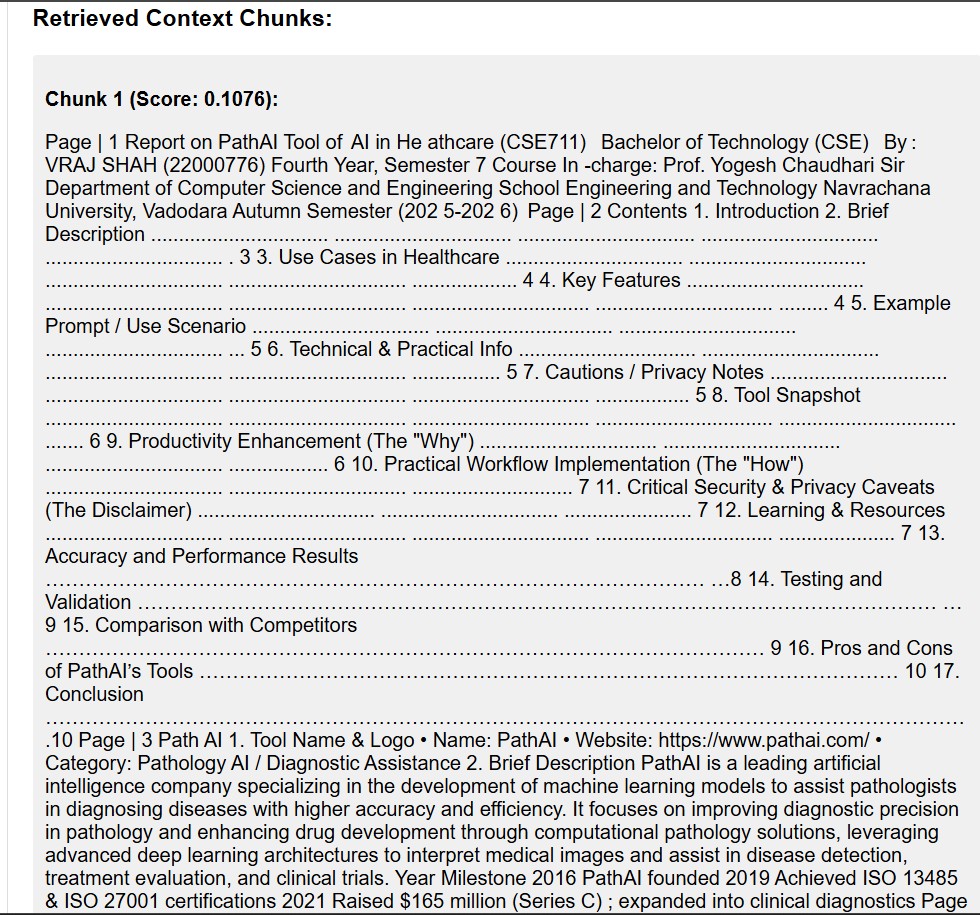 Retrieved Context Chunks:
Chunk 1 (Score: 0.1076):
Page | 1 Report on PathAI Tool of AI in He athcare (CSE711) Bachelor of Technology (CSE) By :
VRAJ SHAH (22000776) Fourth Year, Semester 7 Course In -charge: Prof. Yogesh Chaudhari Sir
Department of Computer Science and Engineering School Engineering and Technology Navrachana
University, Vadodara Autumn Semester (202 5-202 6) Page | 2 Contents 1. Introduction 2. Brief
Description ................................ ................................ ................................ ................................
................................ . 3 3. Use Cases in Healthcare ................................ ................................
................................ ................................ ................... 4 4. Key Features ................................
................................ ................................ ................................ ................................ ......... 4 5. Example
Prompt / Use Scenario ................................ ................................ ................................
................................ ... 5 6. Technical & Practical Info ................................ ................................
................................ ................................ ................ 5 7. Cautions / Privacy Notes ................................
................................ ................................ ................................ ................. 5 8. Tool Snapshot
................................ ................................ ................................ ................................ ................................
....... 6 9. Productivity Enhancement (The "Why") ................................ ................................
................................ .................. 6 10. Practical Workflow Implementation (The "How")
................................ ................................ ............................. 7 11. Critical Security & Privacy Caveats
(The Disclaimer) ................................ ................................ ....................... 7 12. Learning & Resources
................................ ................................ ................................ ................................ ..................... 7 13.
Accuracy and Performance Results
…………………………………………………………………………… …8 14. Testing and
Validation ……………………………………………………………………………………… …
9 15. Comparison with Competitors
…………………………………………………………………………………. 9 16. Pros and Cons
of PathAI’s Tools ………………………………………………………………………………. 10 17.
Conclusion
……………………………………………………………………………………………………….
.10 Page | 3 Path AI 1. Tool Name & Logo • Name: PathAI • Website: https://www.pathai.com/ •
Category: Pathology AI / Diagnostic Assistance 2. Brief Description PathAI is a leading artificial
intelligence company specializing in the development of machine learning models to assist pathologists
in diagnosing diseases with higher accuracy and efficiency. It focuses on improving diagnostic precision
in pathology and enhancing drug development through computational pathology solutions, leveraging
advanced deep learning architectures to interpret medical images and assist in disease detection,
treatment evaluation, and clinical trials. Year Milestone 2016 PathAI founded 2019 Achieved ISO 13485
& ISO 27001 certifications 2021 Raised $165 million (Series C) ; expanded into clinical diagnostics Page